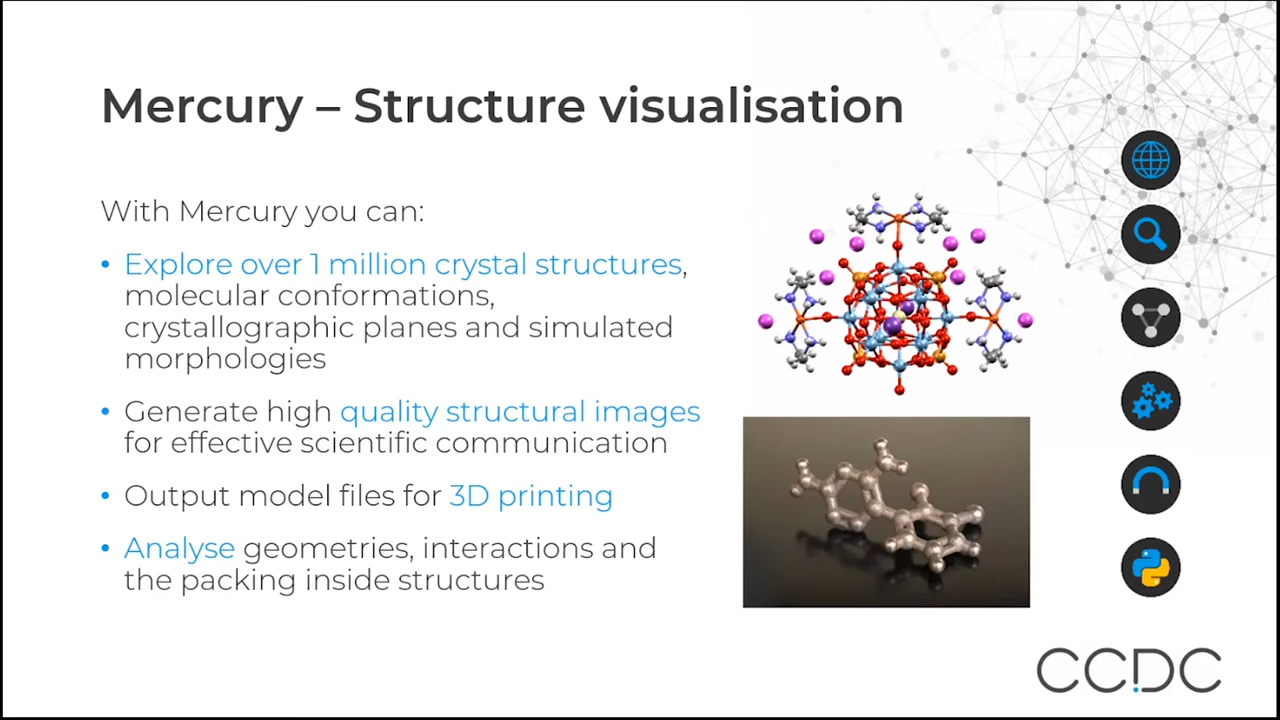 Mercury – Structure visualisation
With Mercury you can:
• Explore over 1 million crystal structures,
molecular conformations,
crystallographic planes and simulated
morphologies
• Generate high quality structural images
for effective scientific communication
• Output model files for 3D printing
• Analyse geometries, interactions and
the packing inside structures
CCDC